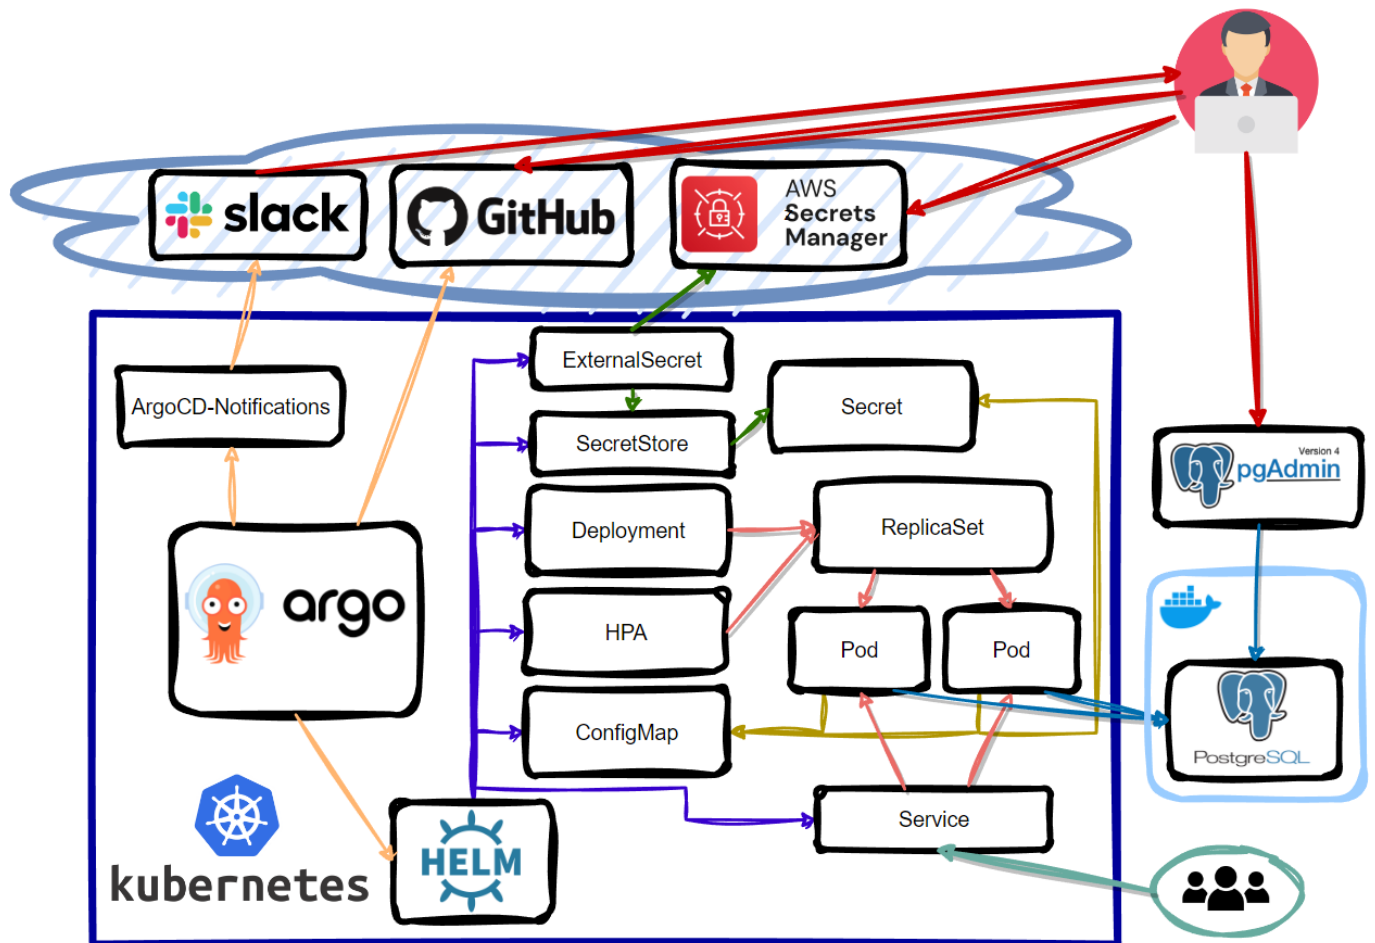 slack
GitHub
AWS
Secrets
Manager
ExternalSecret
ArgoCD-Notifications
Secret
SecretStore
Version 4
pgAdmin
Deployment
ReplicaSet
argo
HPA
Pod
Pod
ConfigMap
PostgreSQL
Service
HELM
kubernetes